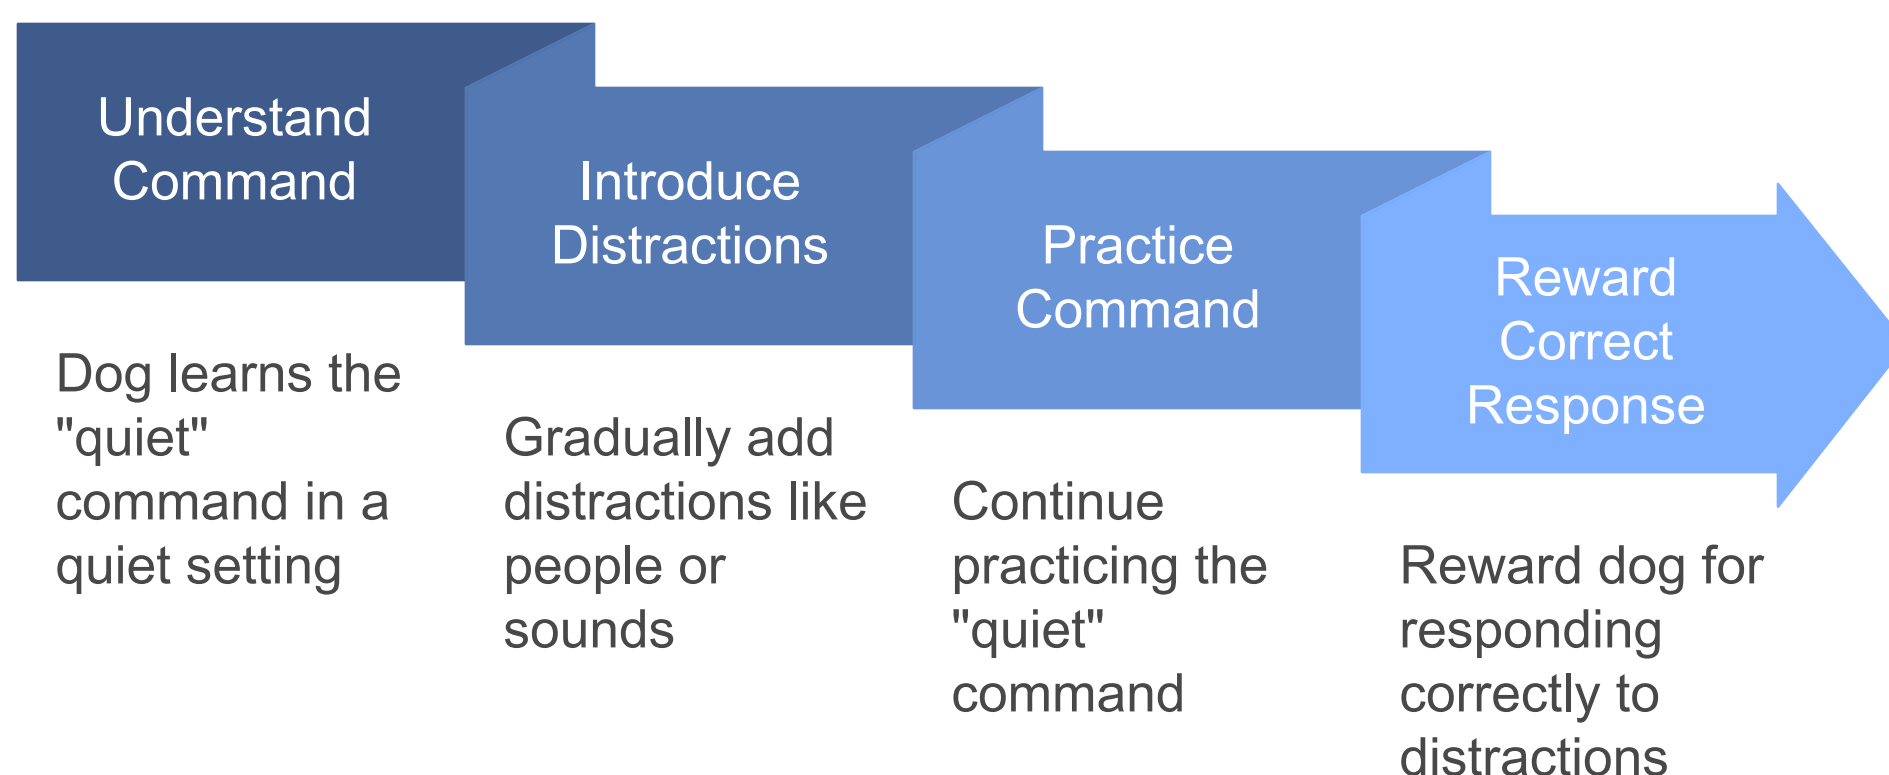 Understand
Command
Dog learns the
"quiet"
command in a
quiet setting
Introduce
Distractions
Gradually add
distractions like
people or
sounds
Practice
Command
Continue
practicing the
"quiet"
command
Reward
Correct
Response
Reward dog for
responding
correctly to
distractions